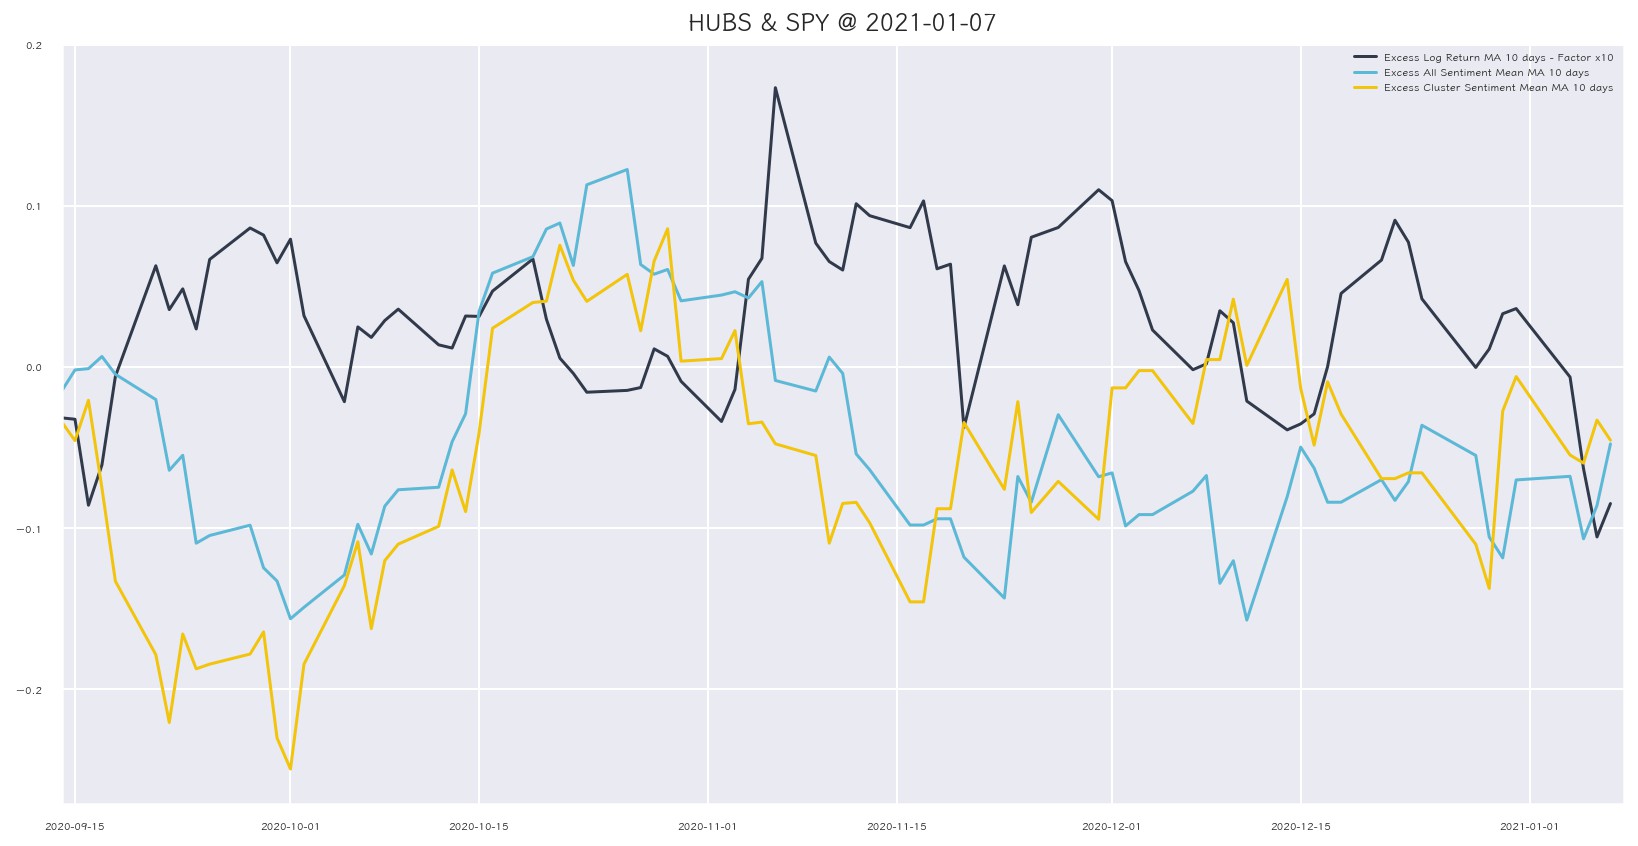 HUBS & SPY @ 2021-01-07
Excess Log Return MA 10 days - Factor x10
Excess All Sentiment Mean MA 10 days
Excess Cluster Sentiment Mean MA 10 days
0.2
0.1
0.0
−0.1
−0.2
2020-09-15 2020-10-01 2020-10-15 2020-11-01 2020-11-15 2020-12-01 2020-12-15 2021-01-01